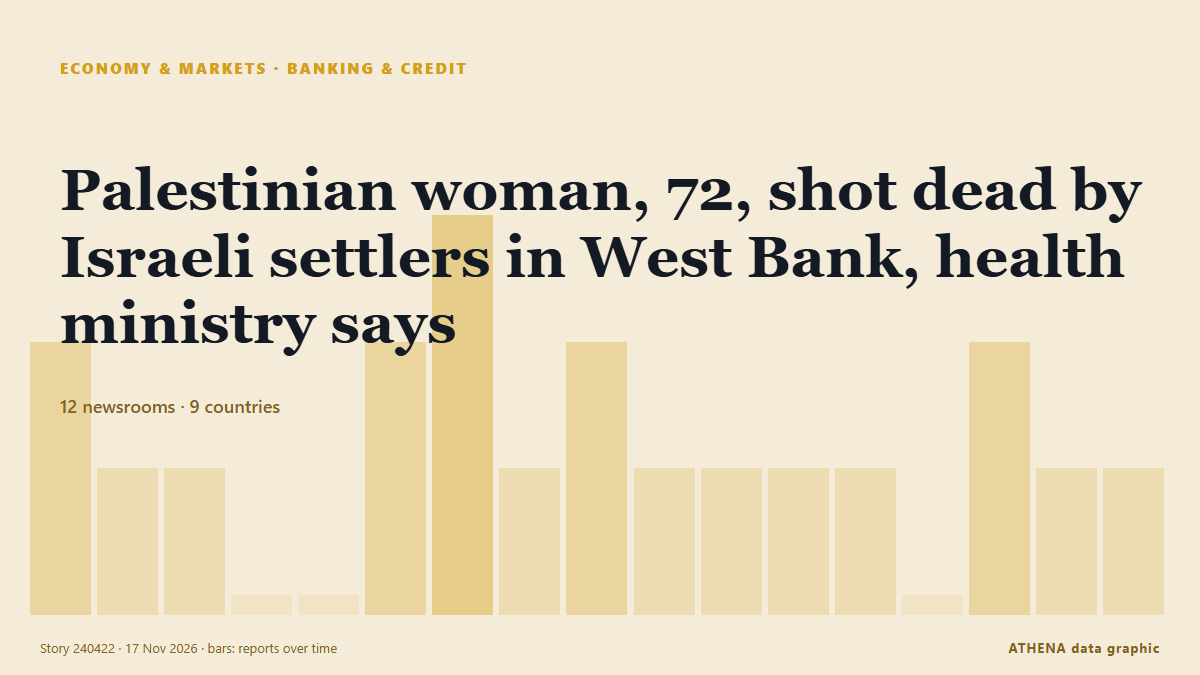 ECONOMY & MARKETS · BANKING & CREDIT
Palestinian woman, 72, shot dead by
Israeli settlers in West Bank, health
ministry says
12 newsrooms · 9 countries
Story 240422 · 17 Nov 2026 · bars: reports over time
ATHENA data graphic